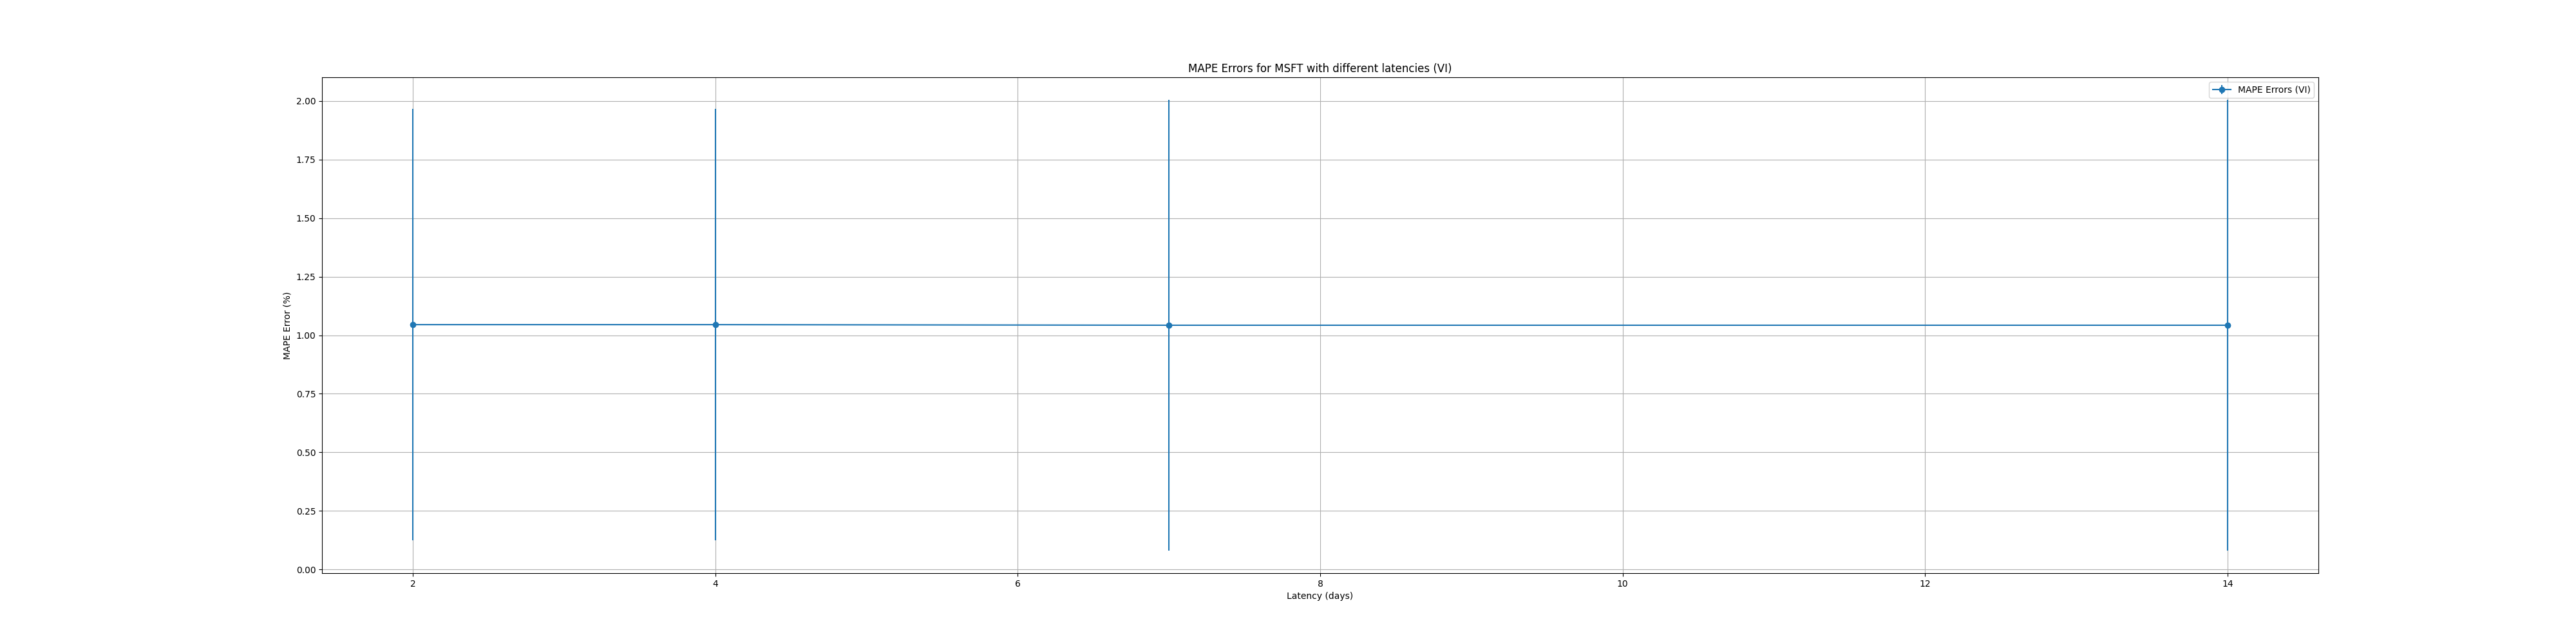 MAPE Errors for MSFT with different latencies (VI)
MAPE Errors (VI)
2.00
1.75
1.50
1.25
1.00
0.75
0.50
0.25
0.00
MAPE Error (%)
2 4 6 8 10 12 14
Latency (days)